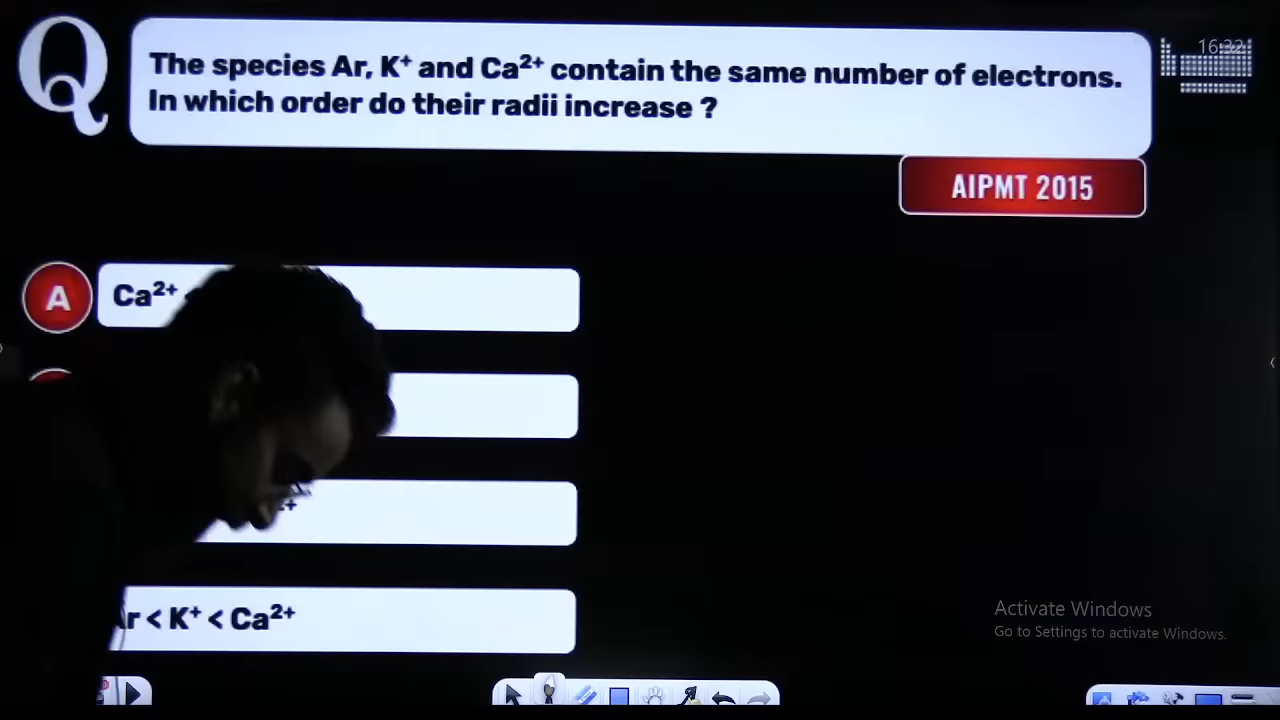 Q
The species Ar, K⁺ and Ca²⁺ contain the same number of electrons.
In which order do their radii increase ?
16:32
AIPMT 2015
A
Ca²⁺
< K⁺ < Ca²⁺
Activate Windows
Go to Settings to activate Windows.